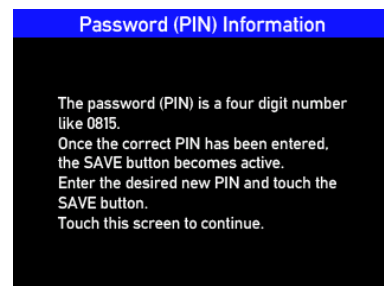 Password (PIN) Information
The password (PIN) is a four digit number
like 0815.
Once the correct PIN has been entered,
the SAVE button becomes active.
Enter the desired new PIN and touch the
SAVE button.
Touch this screen to continue.